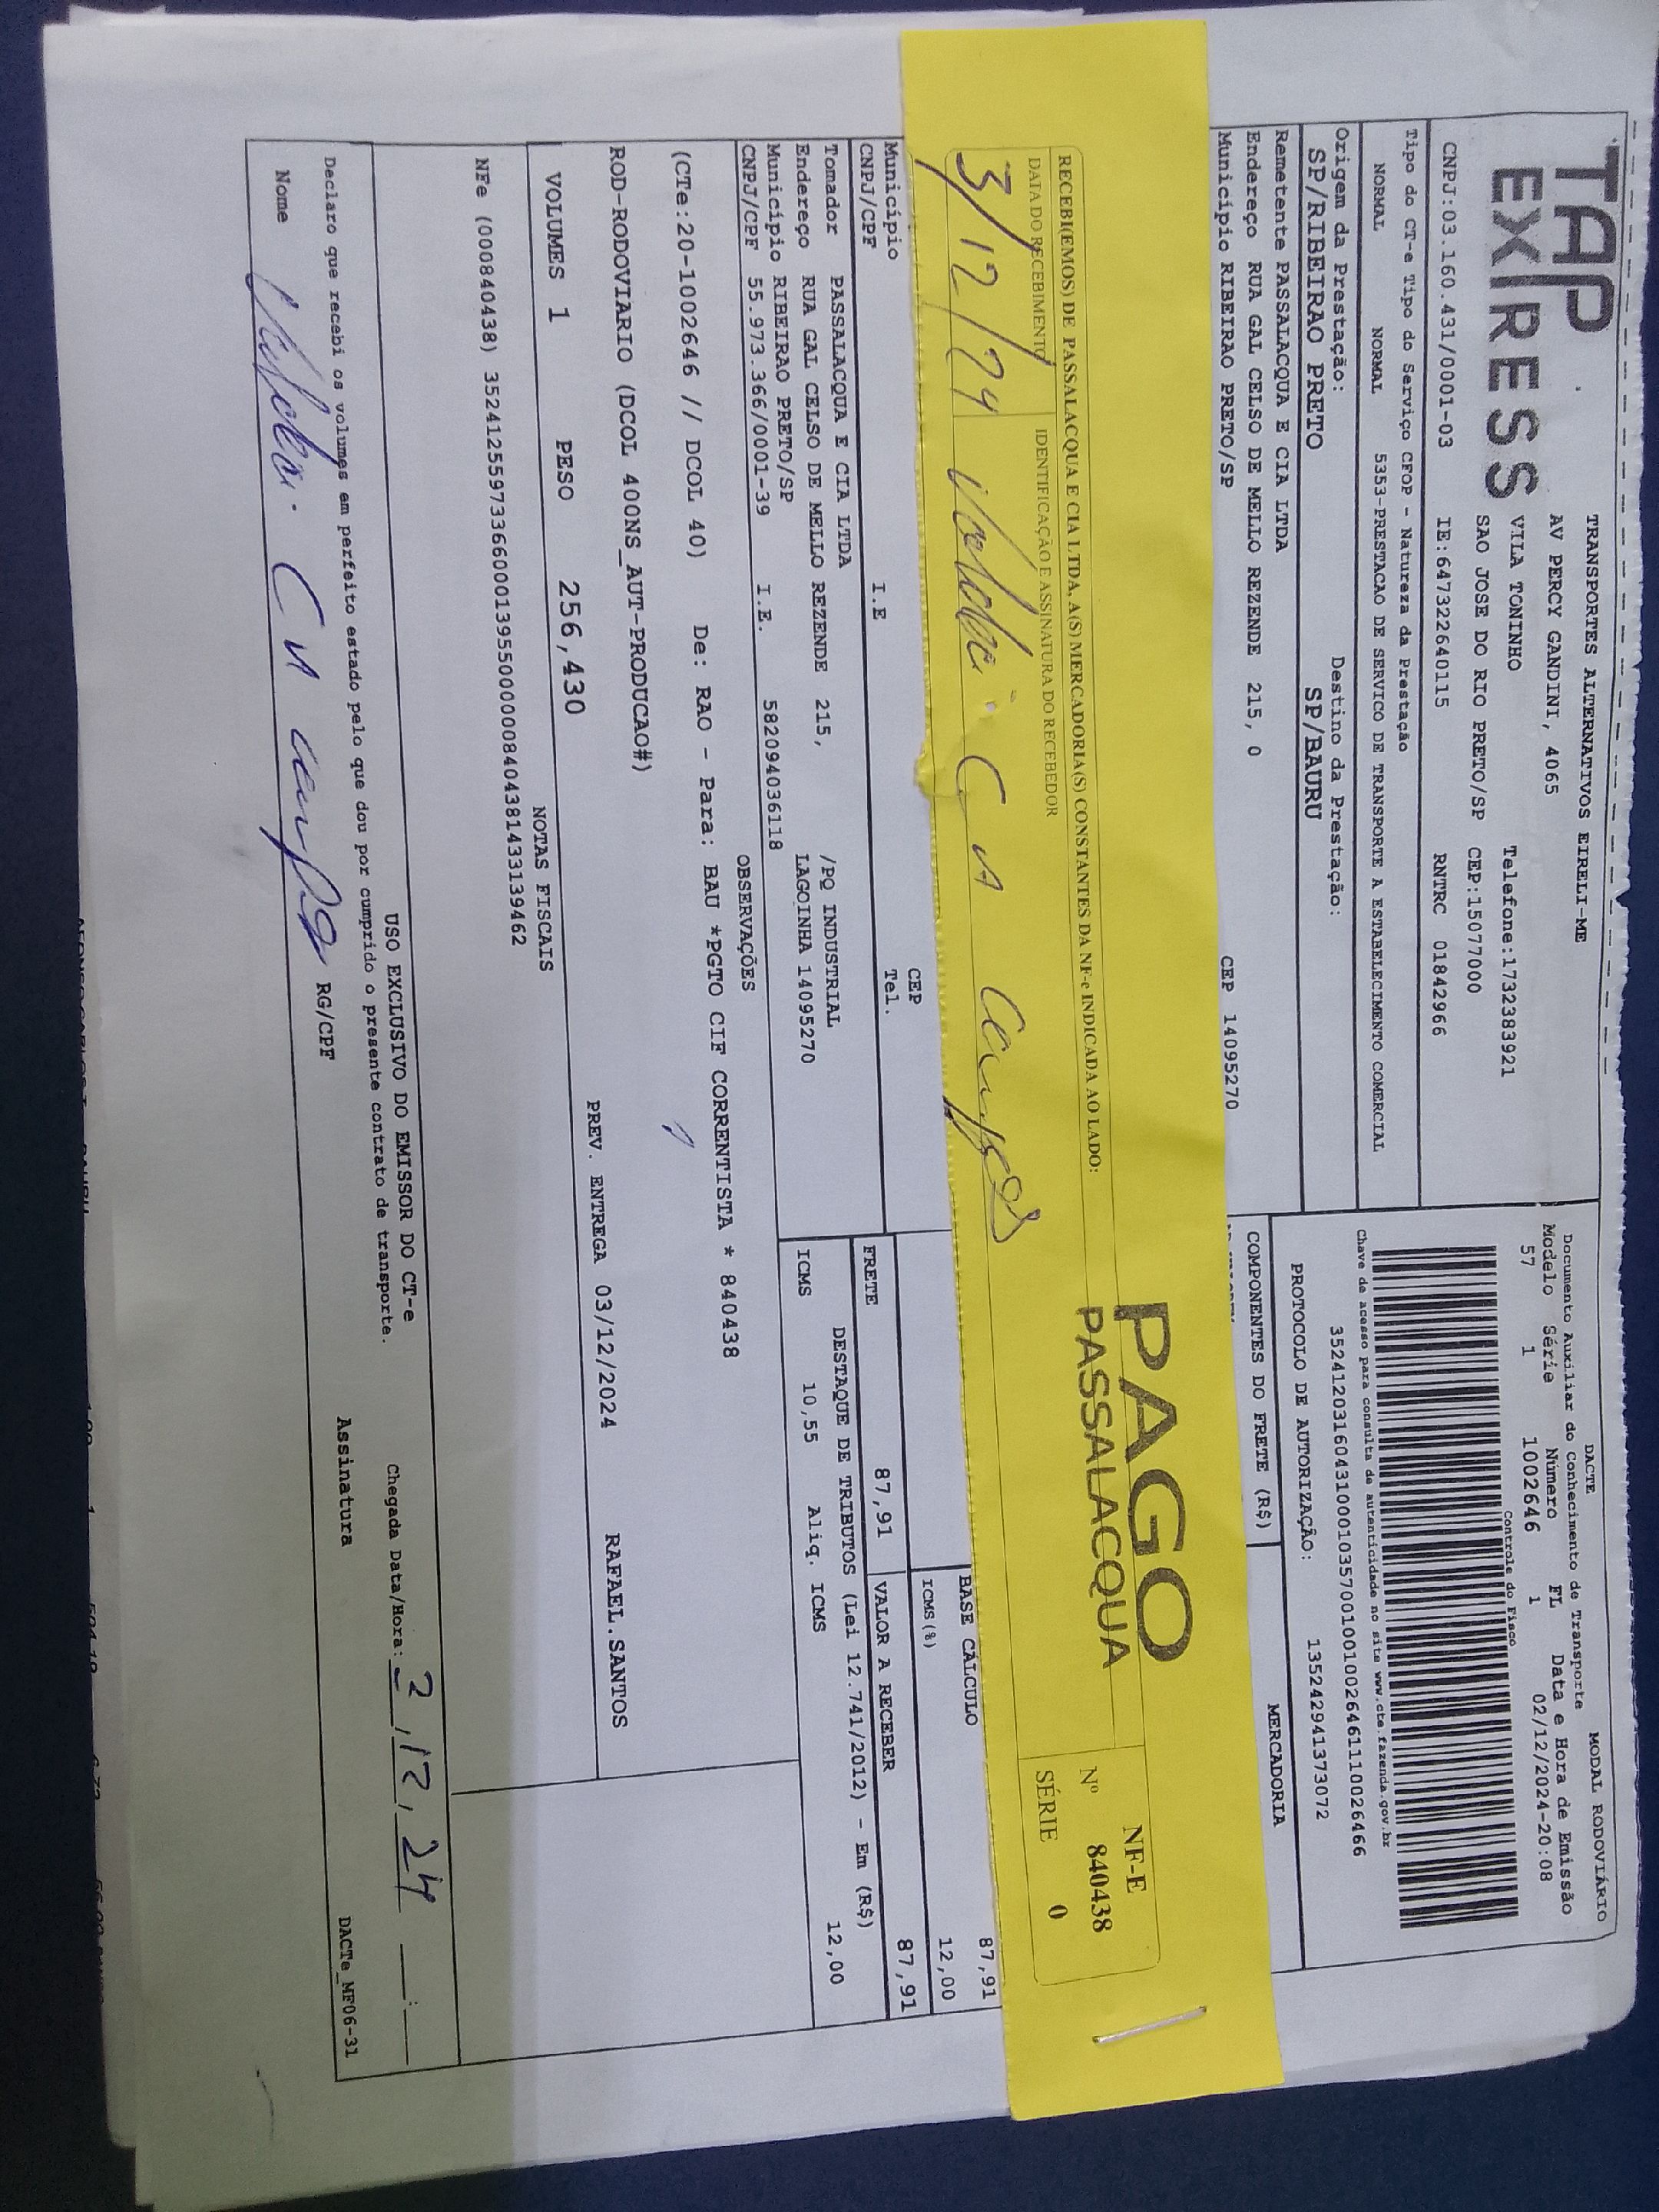 TAP
EXPRESS
TRANSPORTES ALTERNATIVOS EIRELI-ME
AV PERCY GANDINI, 4065
VILA TONINHO Telefone:1732383921
SAO JOSE DO RIO PRETO/SP CEP:15077000
CNPJ:03.160.431/0001-03 IE:647322640115 RNTRC 01842966
DACTE MODAL RODOVIÁRIO
Documento Auxiliar do Conhecimento de Transporte
Modelo Série Número FL Data e Hora de Emissão
57 1 1002646 1 02/12/2024-20:08
Controle do Fisco
Chave de acesso para consulta de autenticidade no site www.cte.fazenda.gov.br
35241203160431000103570010010026461110026466
PROTOCOLO DE AUTORIZAÇÃO: 135242941373072
Tipo do CT-e Tipo do Serviço CFOP - Natureza da Prestação
NORMAL NORMAL 5353-PRESTACAO DE SERVICO DE TRANSPORTE A ESTABELECIMENTO COMERCIAL
Origem da Prestação: Destino da Prestação:
SP/RIBEIRAO PRETO SP/BAURU
Remetente PASSALACQUA E CIA LTDA
Endereço RUA GAL CELSO DE MELLO REZENDE 215, 0
Município RIBEIRAO PRETO/SP CEP 14095270
COMPONENTES DO FRETE (R$) MERCADORIA
PAGO
PASSALACQUA
RECEBI(EMOS) DE PASSALACQUA E CIA LTDA, A(S) MERCADORIA(S) CONSTANTES DA NF-e INDICADA AO LADO:
DATA DO RECEBIMENTO IDENTIFICAÇÃO E ASSINATURA DO RECEBEDOR
3/12/24
NF-E
Nº 840438
SÉRIE 0
CEP
Município I.E Tel.
CNPJ/CPF
BASE CÁLCULO 87,91
ICMS(%) 12,00
FRETE 87,91 VALOR A RECEBER 87,91
DESTAQUE DE TRIBUTOS (Lei 12.741/2012) - Em (R$)
ICMS 10,55 Aliq. ICMS 12,00
Tomador PASSALACQUA E CIA LTDA
Endereço RUA GAL CELSO DE MELLO REZENDE 215, /PQ INDUSTRIAL
Município RIBEIRAO PRETO/SP LAGOINHA 14095270
CNPJ/CPF 55.973.366/0001-39 I.E. 582094036118
OBSERVAÇÕES
(CTe:20-1002646 // DCOL 40) De: RAO - Para: BAU *PGTO CIF CORRENTISTA * 840438
ROD-RODOVIARIO (DCOL 400NS_AUT-PRODUCAO#)
VOLUMES 1 PESO 256,430 PREV. ENTREGA 03/12/2024 RAFAEL.SANTOS
NOTAS FISCAIS
NFe (000840438) 35241255973366000139550000008404381433139462
USO EXCLUSIVO DO EMISSOR DO CT-e
Declaro que recebi os volumes em perfeito estado pelo que dou por cumprido o presente contrato de transporte.
Chegada Data/Hora: 3,12,24 __:__
Nome RG/CPF Assinatura
DACTe_MF06-31